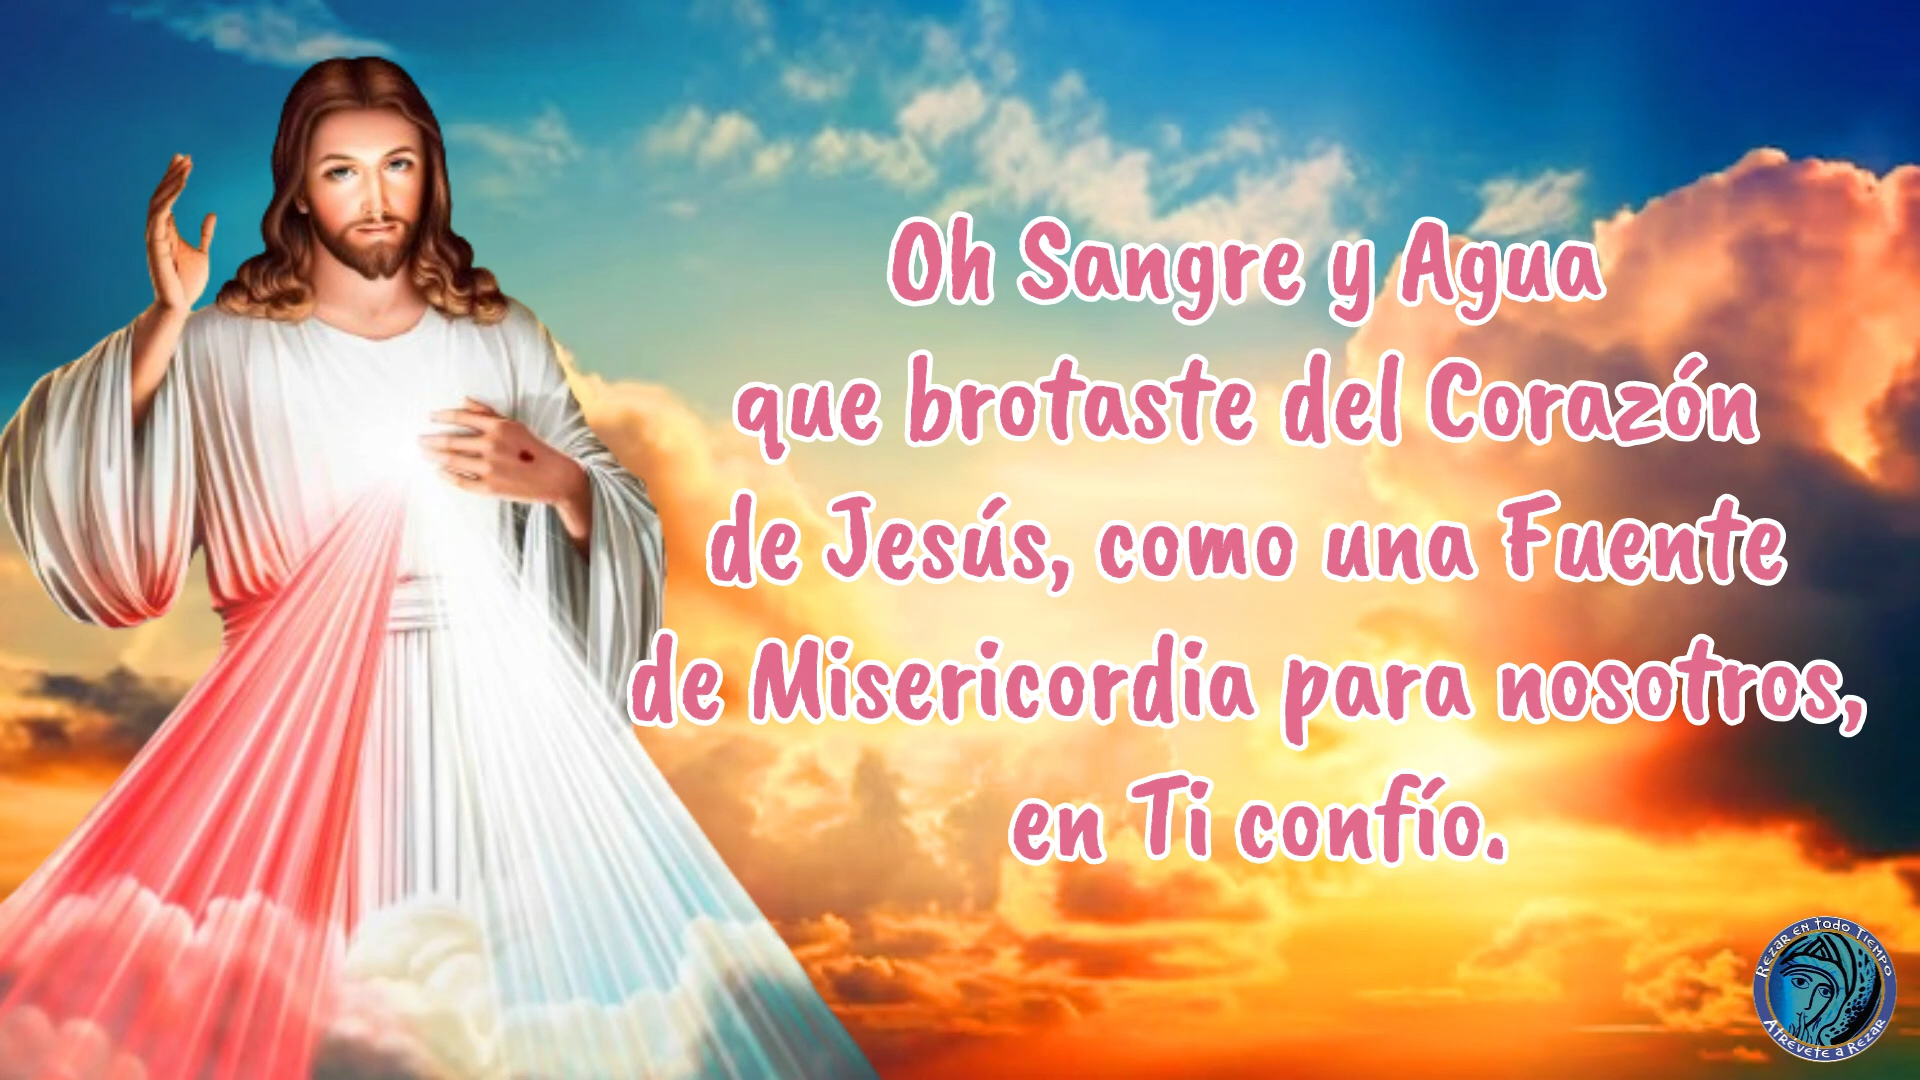 Oh Sangre y Agua
que brotaste del Corazón
de Jesús, como una Fuente
de Misericordia para nosotros,
en Ti confío.
Rezar en todo Tiempo
Atrevete a Rezar